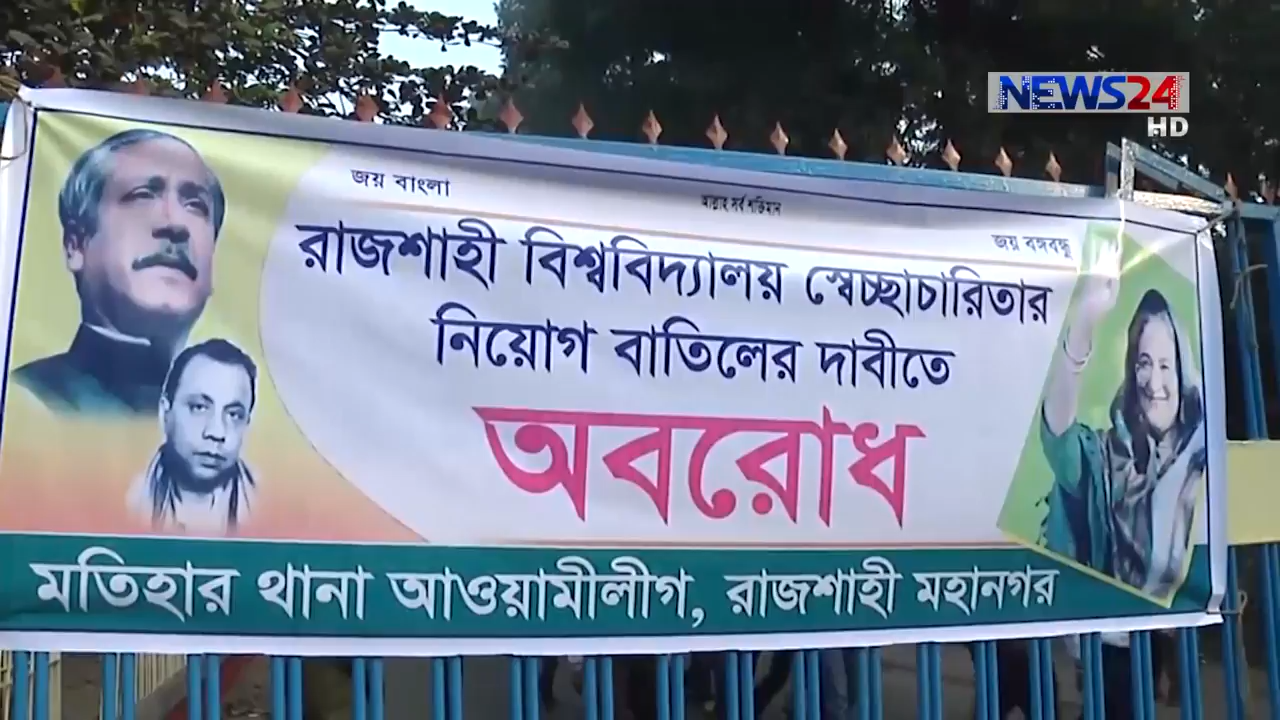 NEWS24
HD
জয় বাংলা
আল্লাহ সর্ব শক্তিমান
জয় বঙ্গবন্ধু
রাজশাহী বিশ্ববিদ্যালয় স্বেচ্ছাচারিতার
নিয়োগ বাতিলের দাবীতে
অবরোধ
মতিহার থানা আওয়ামীলীগ, রাজশাহী মহানগর